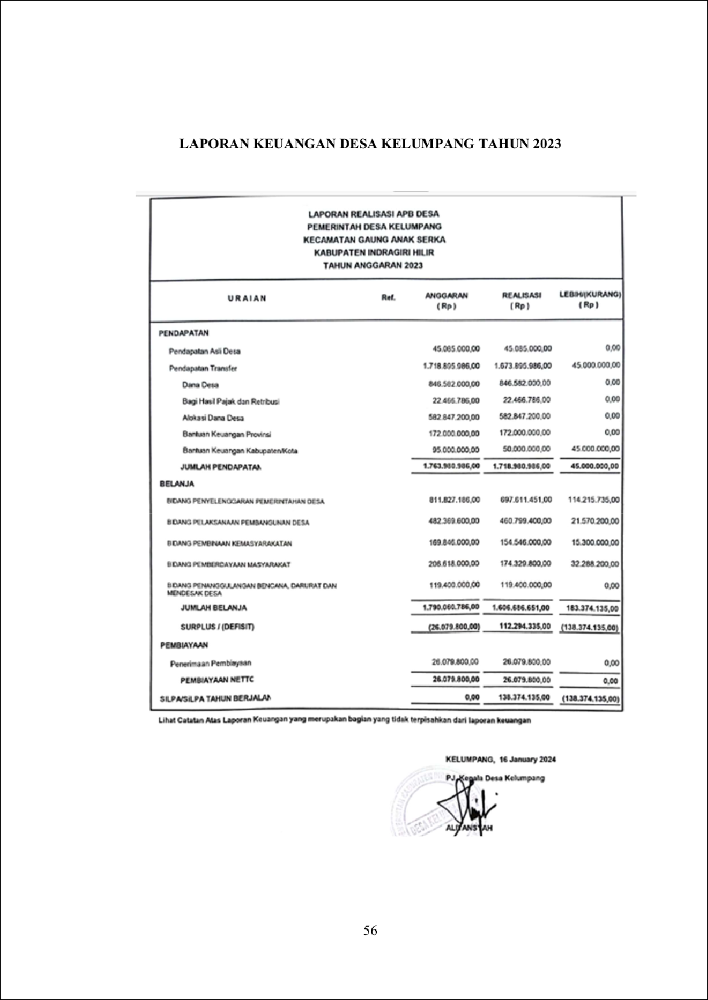 LAPORAN KEUANGAN DESA KELUMPANG TAHUN 2023
LAPORAN REALISASI APB DESA
PEMERINTAH DESA KELUMPANG
KECAMATAN GAUNG ANAK SERKA
KABUPATEN INDRAGIRI HILIR
TAHUN ANGGARAN 2023
URAIAN Ref. ANGGARAN (Rp) REALISASI (Rp) LEBIH/(KURANG) (Rp)
PENDAPATAN
Pendapatan Asli Desa 45.085.000,00 45.085.000,00 0,00
Pendapatan Transfer 1.718.895.986,00 1.673.895.986,00 45.000.000,00
Dana Desa 846.582.000,00 846.582.000,00 0,00
Bagi Hasil Pajak dan Retribusi 22.466.786,00 22.466.786,00 0,00
Alokasi Dana Desa 582.847.200,00 582.847.200,00 0,00
Bantuan Keuangan Provinsi 172.000.000,00 172.000.000,00 0,00
Bantuan Keuangan Kabupaten/Kota 95.000.000,00 50.000.000,00 45.000.000,00
JUMLAH PENDAPATAN 1.763.980.986,00 1.718.980.986,00 45.000.000,00
BELANJA
BIDANG PENYELENGGARAN PEMERINTAHAN DESA 811.827.186,00 697.611.451,00 114.215.735,00
BIDANG PELAKSANAAN PEMBANGUNAN DESA 482.369.600,00 460.799.400,00 21.570.200,00
BIDANG PEMBINAAN KEMASYARAKATAN 169.846.000,00 154.546.000,00 15.300.000,00
BIDANG PEMBERDAYAAN MASYARAKAT 206.618.000,00 174.329.800,00 32.288.200,00
BIDANG PENANGGULANGAN BENCANA, DARURAT DAN 119.400.000,00 119.400.000,00 0,00
MENDESAK DESA
JUMLAH BELANJA 1.790.060.786,00 1.606.686.651,00 183.374.135,00
SURPLUS / (DEFISIT) (26.079.800,00) 112.294.335,00 (138.374.135,00)
PEMBIAYAAN
Penerimaan Pembiayaan 26.079.800,00 26.079.800,00 0,00
PEMBIAYAAN NETTO 26.079.800,00 26.079.800,00 0,00
SILPA/SILPA TAHUN BERJALAN 0,00 138.374.135,00 (138.374.135,00)
Lihat Catatan Atas Laporan Keuangan yang merupakan bagian yang tidak terpisahkan dari laporan keuangan
KELUMPANG, 16 January 2024
PJ. Kepala Desa Kelumpang
DESA
56